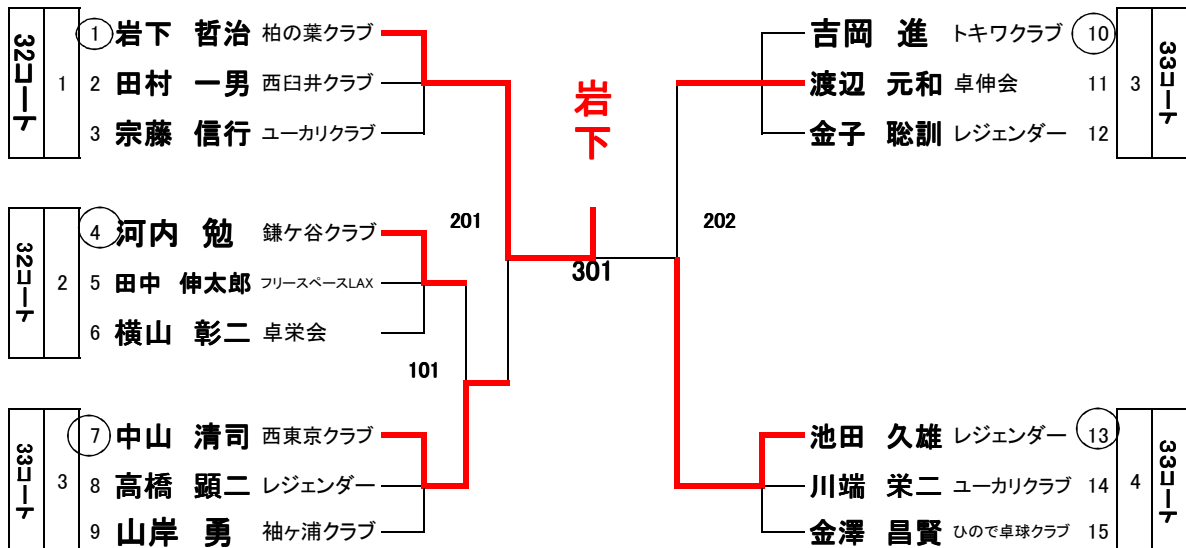 32コート
1
1 岩下 哲治 柏の葉クラブ
2 田村 一男 西臼井クラブ
3 宗藤 信行 ユーカリクラブ
32コート
2
4 河内 勉 鎌ケ谷クラブ
5 田中 伸太郎 フリースペースLAX
6 横山 彰二 卓栄会
33コート
3
7 中山 清司 西東京クラブ
8 高橋 顕二 レジェンダー
9 山岸 勇 袖ヶ浦クラブ
101
201
岩下
301
202
吉岡 進 トキワクラブ 10
渡辺 元和 卓伸会 11
金子 聡訓 レジェンダー 12
3
33コート
池田 久雄 レジェンダー 13
川端 栄二 ユーカリクラブ 14
金澤 昌賢 ひので卓球クラブ 15
4
33コート